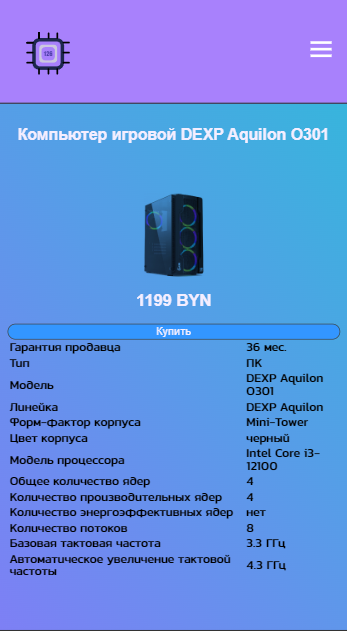 128
Компьютер игровой DEXP Aquilon O301
1199 BYN
Купить
Гарантия продавца 36 мес.
Тип ПК
Модель DEXP Aquilon
O301
Линейка DEXP Aquilon
Форм-фактор корпуса Mini-Tower
Цвет корпуса черный
Модель процессора Intel Core i3-
12100
Общее количество ядер 4
Количество производительных ядер 4
Количество энергоэффективных ядер нет
Количество потоков 8
Базовая тактовая частота 3.3 ГГц
Автоматическое увеличение тактовой
частоты 4.3 ГГц